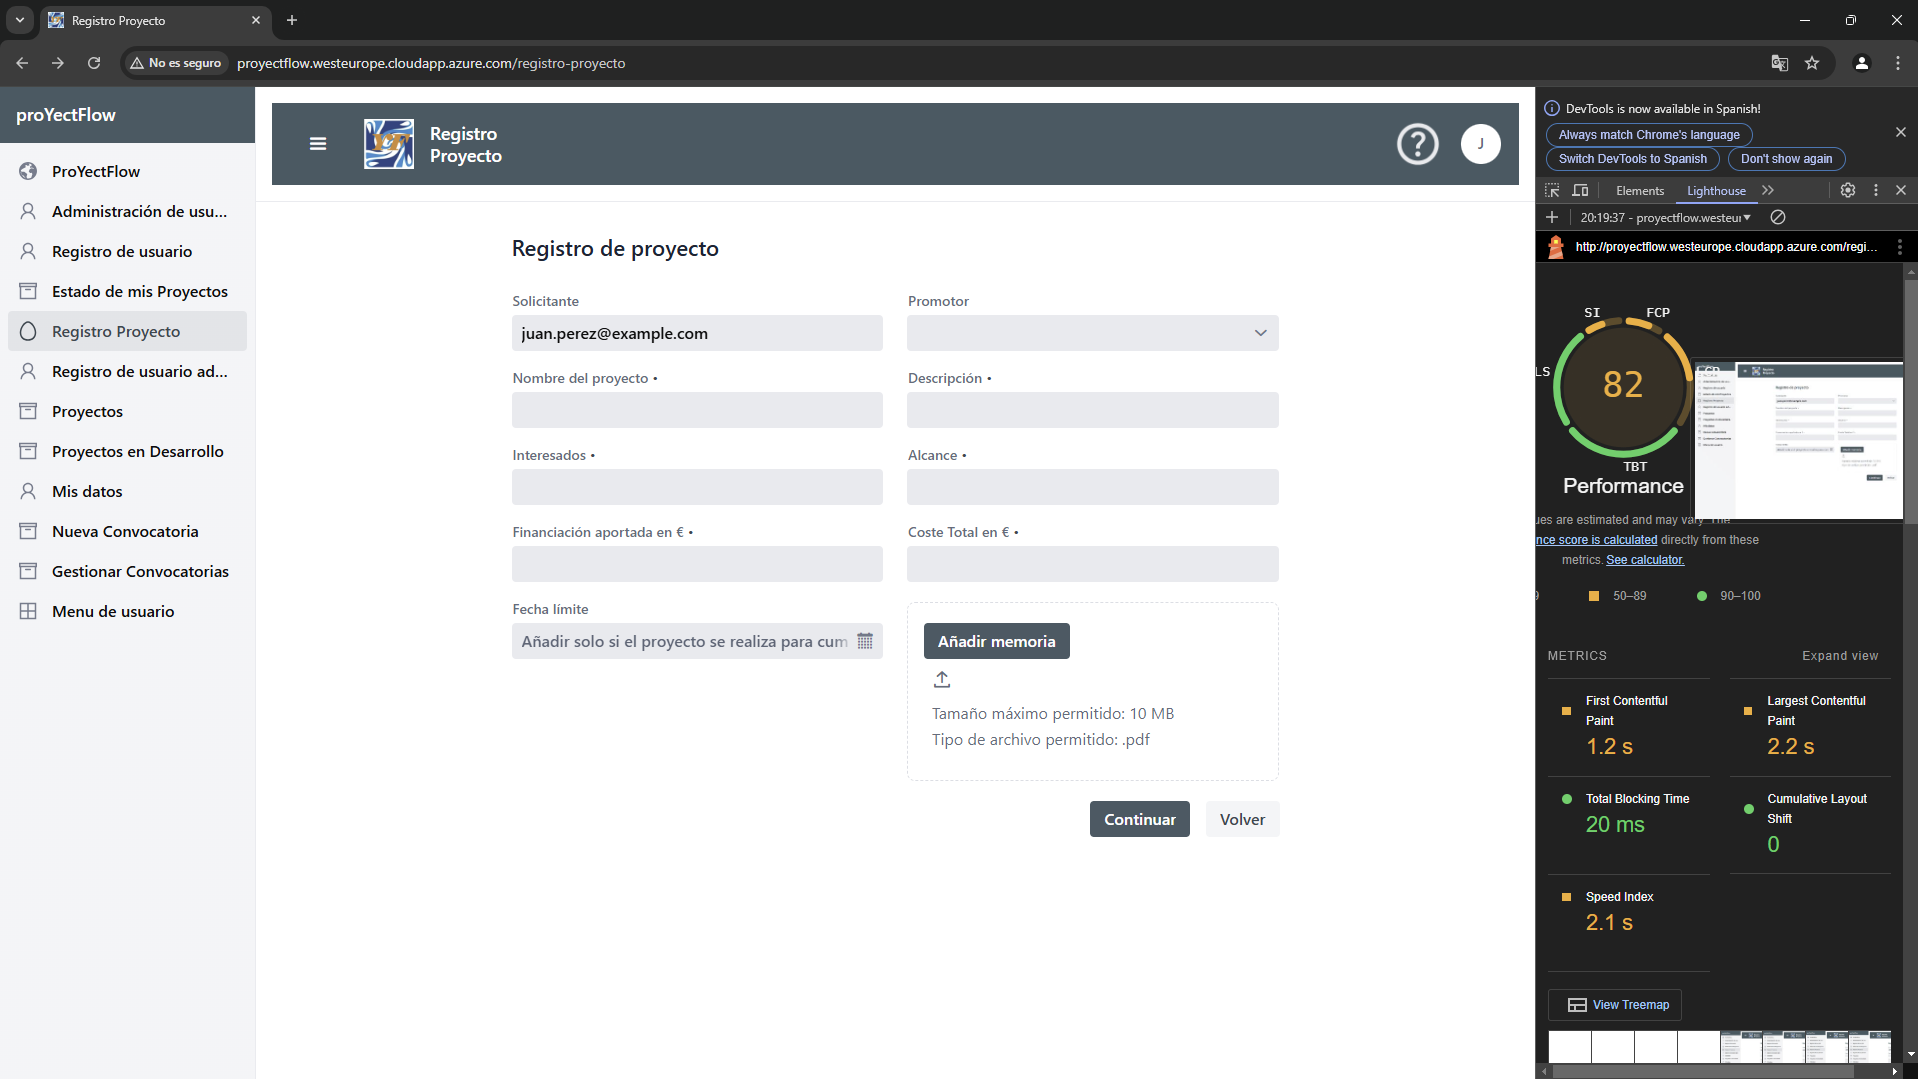 Registro Proyecto
No es seguro
proyectflow.westeurope.cloudapp.azure.com/registro-proyecto
proYectFlow
ProYectFlow
Administración de usu...
Registro de usuario
Estado de mis Proyectos
Registro Proyecto
Registro de usuario ad...
Proyectos
Proyectos en Desarrollo
Mis datos
Nueva Convocatoria
Gestionar Convocatorias
Menu de usuario
Registro
Proyecto
?
J
Registro de proyecto
Solicitante
juan.perez@example.com
Promotor
Nombre del proyecto •
Descripción •
Interesados •
Alcance •
Financiación aportada en € •
Coste Total en € •
Fecha límite
Añadir solo si el proyecto se realiza para cum
Añadir memoria
Tamaño máximo permitido: 10 MB
Tipo de archivo permitido: .pdf
Continuar
Volver
DevTools is now available in Spanish!
Always match Chrome's language
Switch DevTools to Spanish
Don't show again
Elements
Lighthouse
20:19:37 - proyectflow.westeur
http://proyectflow.westeurope.cloudapp.azure.com/regi...
SI
FCP
LS
82
TBT
Performance
ues are estimated and may vary. The
nce score is calculated directly from these
metrics. See calculator.
9
50–89
90–100
METRICS
Expand view
First Contentful
Paint
1.2 s
Largest Contentful
Paint
2.2 s
Total Blocking Time
20 ms
Cumulative Layout
Shift
0
Speed Index
2.1 s
View Treemap